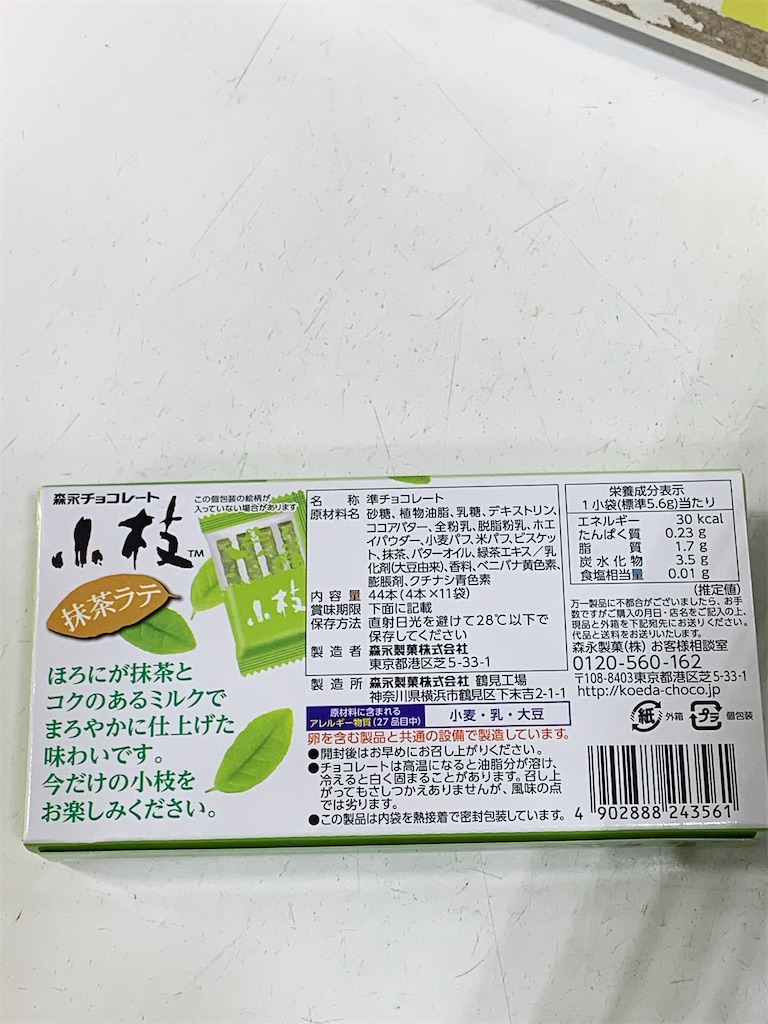 森永チョコレート
小枝™
抹茶ラテ
この個包装の絵柄が
入っていない場合があります
小枝
ほろにが抹茶と
コクのあるミルクで
まろやかに仕上げた
味わいです。
今だけの小枝を
お楽しみください。
名 称 準チョコレート
原材料名 砂糖、植物油脂、乳糖、デキストリン、
ココアバター、全粉乳、脱脂粉乳、ホエ
イパウダー、小麦パフ、米パフ、ビスケッ
ト、抹茶、バターオイル、緑茶エキス／乳
化剤(大豆由来)、香料、ベニバナ黄色素、
膨脹剤、クチナシ青色素
内容量 44本(4本×11袋)
賞味期限 下面に記載
保存方法 直射日光を避けて28℃以下で
保存してください
製造者 森永製菓株式会社
東京都港区芝5-33-1
製造所 森永製菓株式会社 鶴見工場
神奈川県横浜市鶴見区下末吉2-1-1
原材料に含まれる
アレルギー物質(27品目中)
小麦・乳・大豆
卵を含む製品と共通の設備で製造しています。
●開封後はお早めにお召し上がりください。
●チョコレートは高温になると油脂分が溶け、
冷えると白く固まることがあります。召し上
がってもさしつかえありませんが、風味の点
では劣ります。
●この製品は内袋を熱接着で密封包装しています。
栄養成分表示
1小袋(標準5.6g)当たり
エネルギー 30 kcal
たんぱく質 0.23 g
脂質 1.7 g
炭水化物 3.5 g
食塩相当量 0.01 g
(推定値)
万一製品に不都合がございましたら、お手
数ですがご購入の月日・店名をご記入の上、
現品と外箱を下記宛先にお送りください。
代品と送料をお送りいたします。
森永製菓(株) お客様相談室
0120-560-162
〒108-8403東京都港区芝5-33-1
http://koeda-choco.jp
紙 外箱 プラ 個包装
4 902888 243561